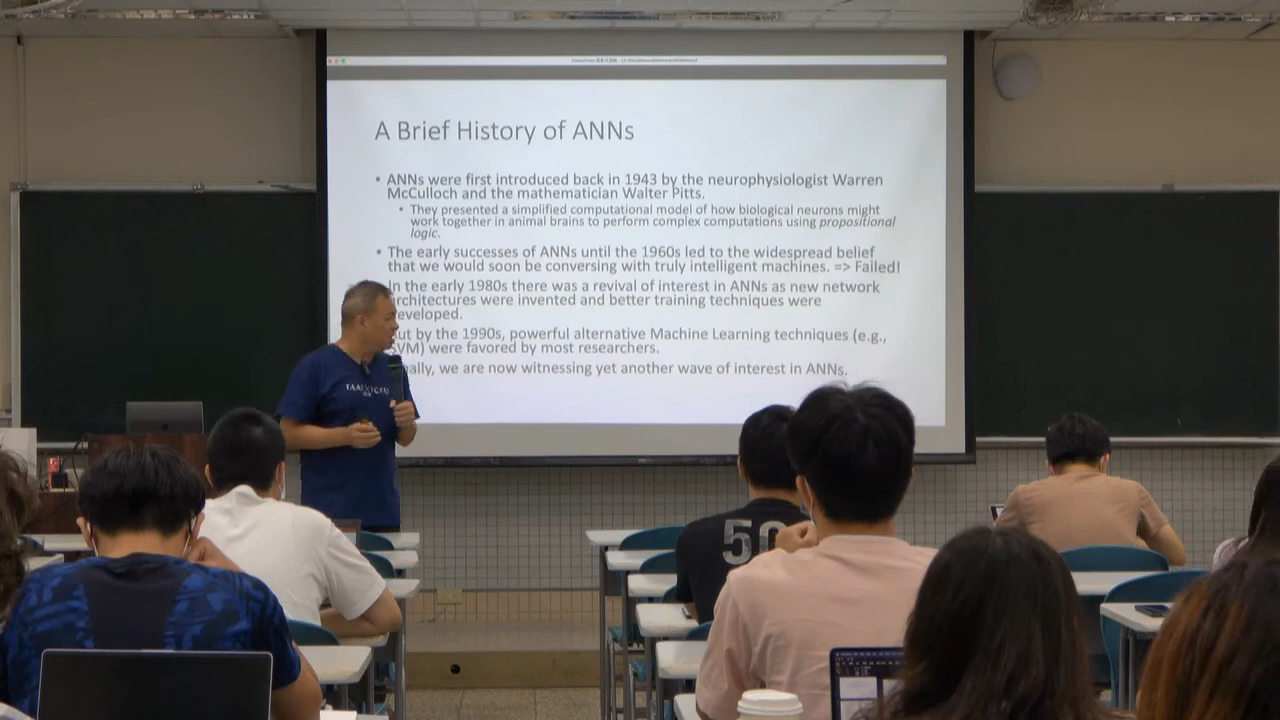 A Brief History of ANNs
• ANNs were first introduced back in 1943 by the neurophysiologist Warren
McCulloch and the mathematician Walter Pitts.
• They presented a simplified computational model of how biological neurons might
work together in animal brains to perform complex computations using propositional
logic.
• The early successes of ANNs until the 1960s led to the widespread belief
that we would soon be conversing with truly intelligent machines. => Failed!
In the early 1980s there was a revival of interest in ANNs as new network
architectures were invented and better training techniques were
developed.
But by the 1990s, powerful alternative Machine Learning techniques (e.g.,
SVM) were favored by most researchers.
we are now witnessing yet another wave of interest in ANNs.
50